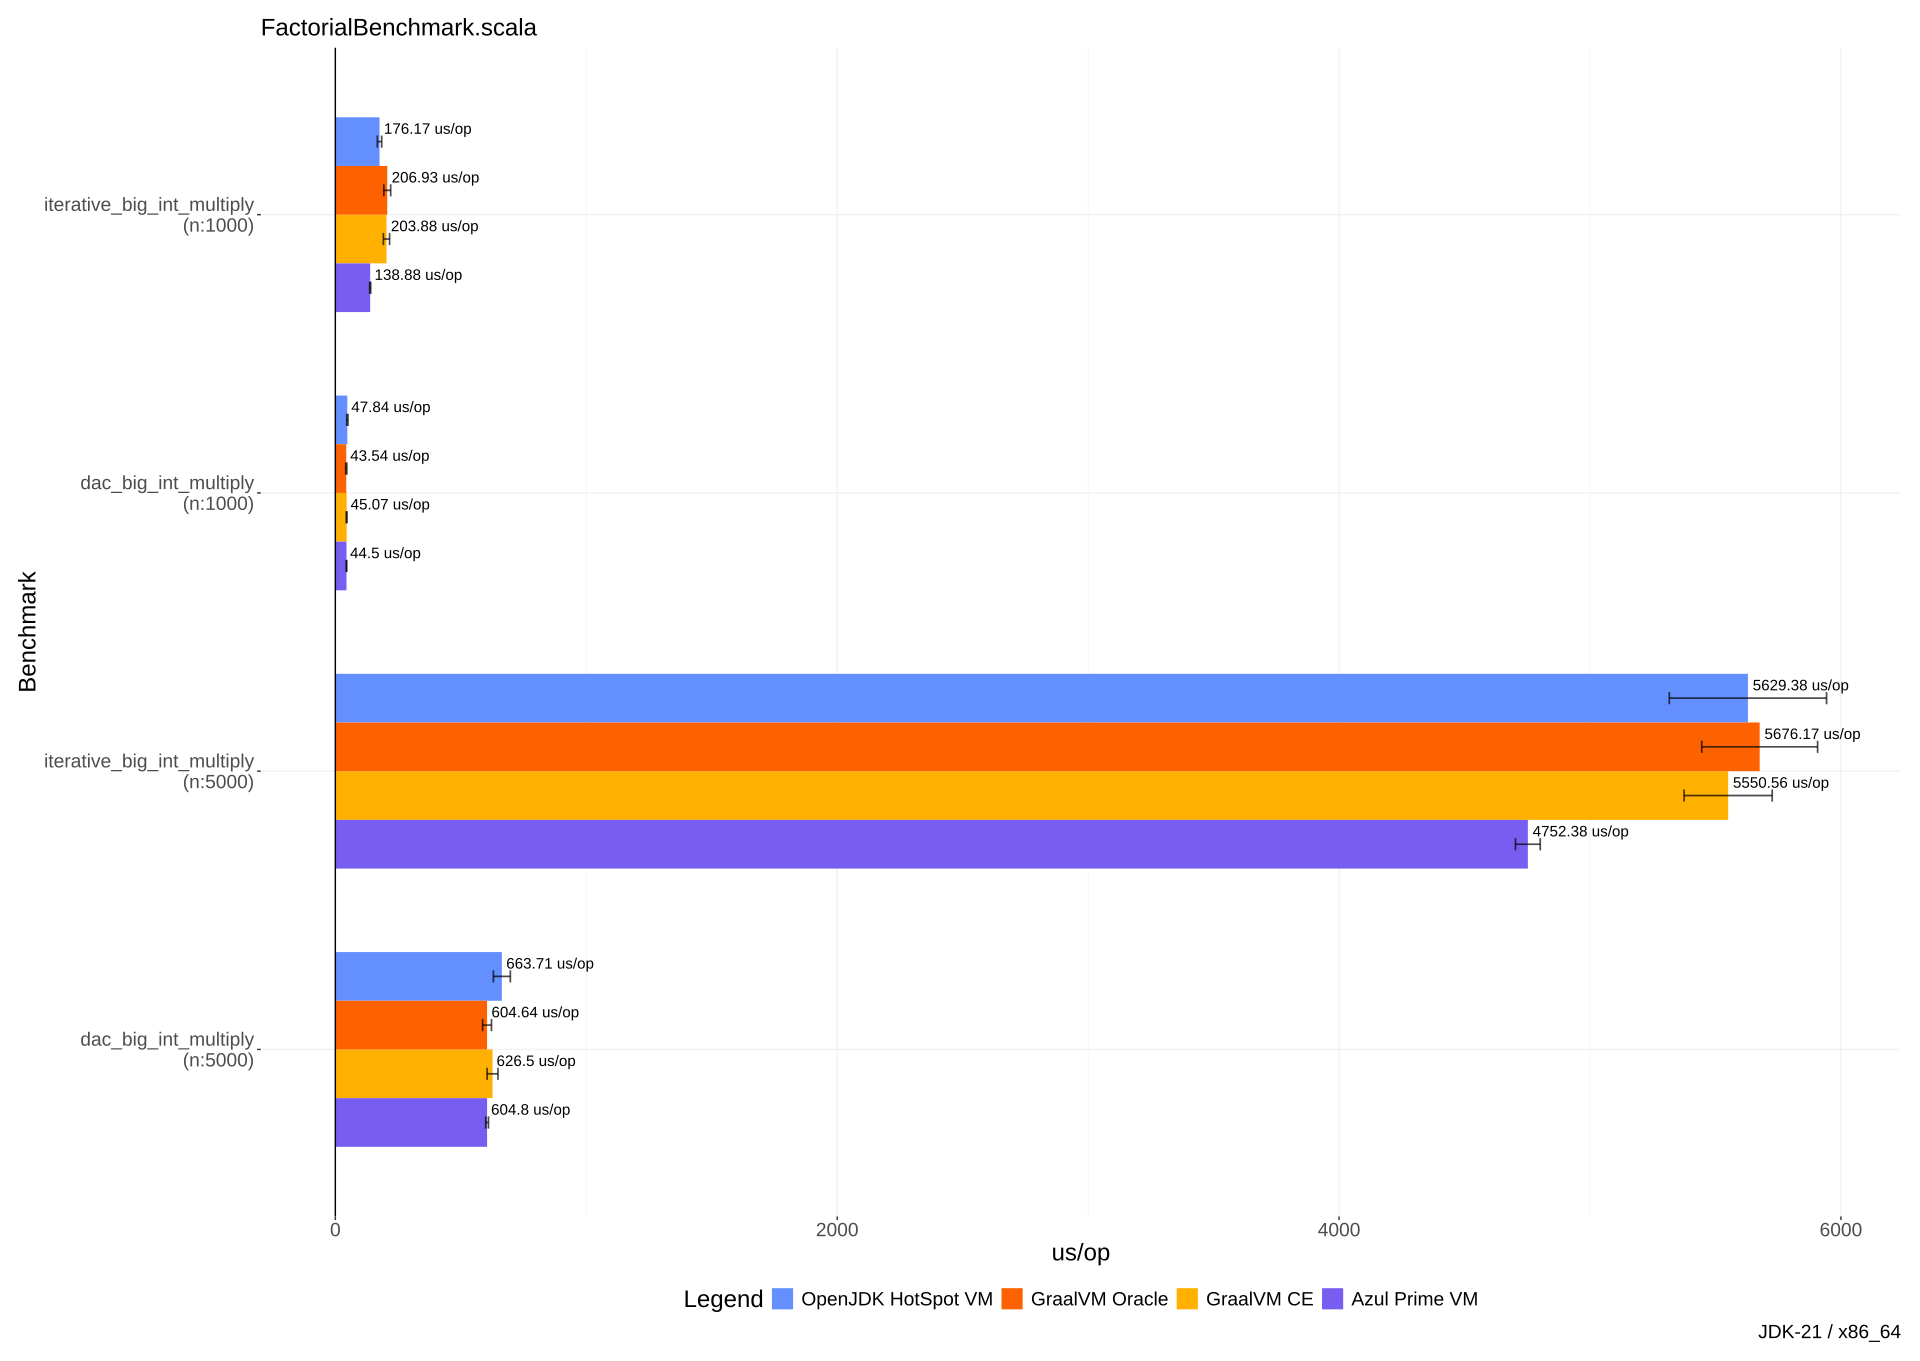 FactorialBenchmark.scala
Benchmark
iterative_big_int_multiply
(n:1000)
176.17 us/op
206.93 us/op
203.88 us/op
138.88 us/op
dac_big_int_multiply
(n:1000)
47.84 us/op
43.54 us/op
45.07 us/op
44.5 us/op
iterative_big_int_multiply
(n:5000)
5629.38 us/op
5676.17 us/op
5550.56 us/op
4752.38 us/op
dac_big_int_multiply
(n:5000)
663.71 us/op
604.64 us/op
626.5 us/op
604.8 us/op
0 2000 4000 6000
us/op
Legend OpenJDK HotSpot VM GraalVM Oracle GraalVM CE Azul Prime VM
JDK-21 / x86_64